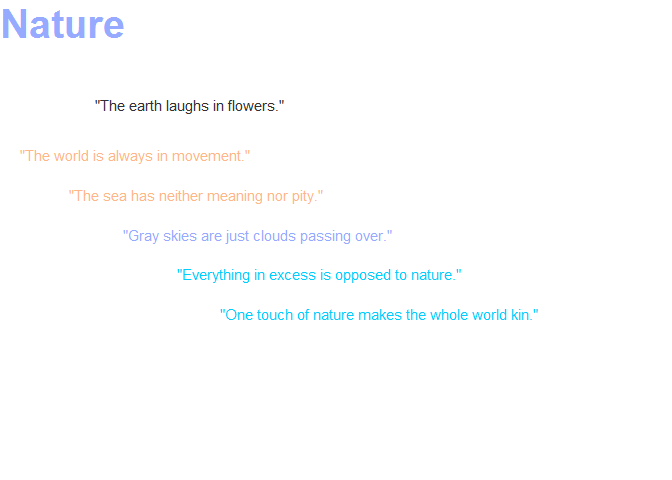 Nature
"The earth laughs in flowers."
"The world is always in movement."
"The sea has neither meaning nor pity."
"Gray skies are just clouds passing over."
"Everything in excess is opposed to nature."
"One touch of nature makes the whole world kin."